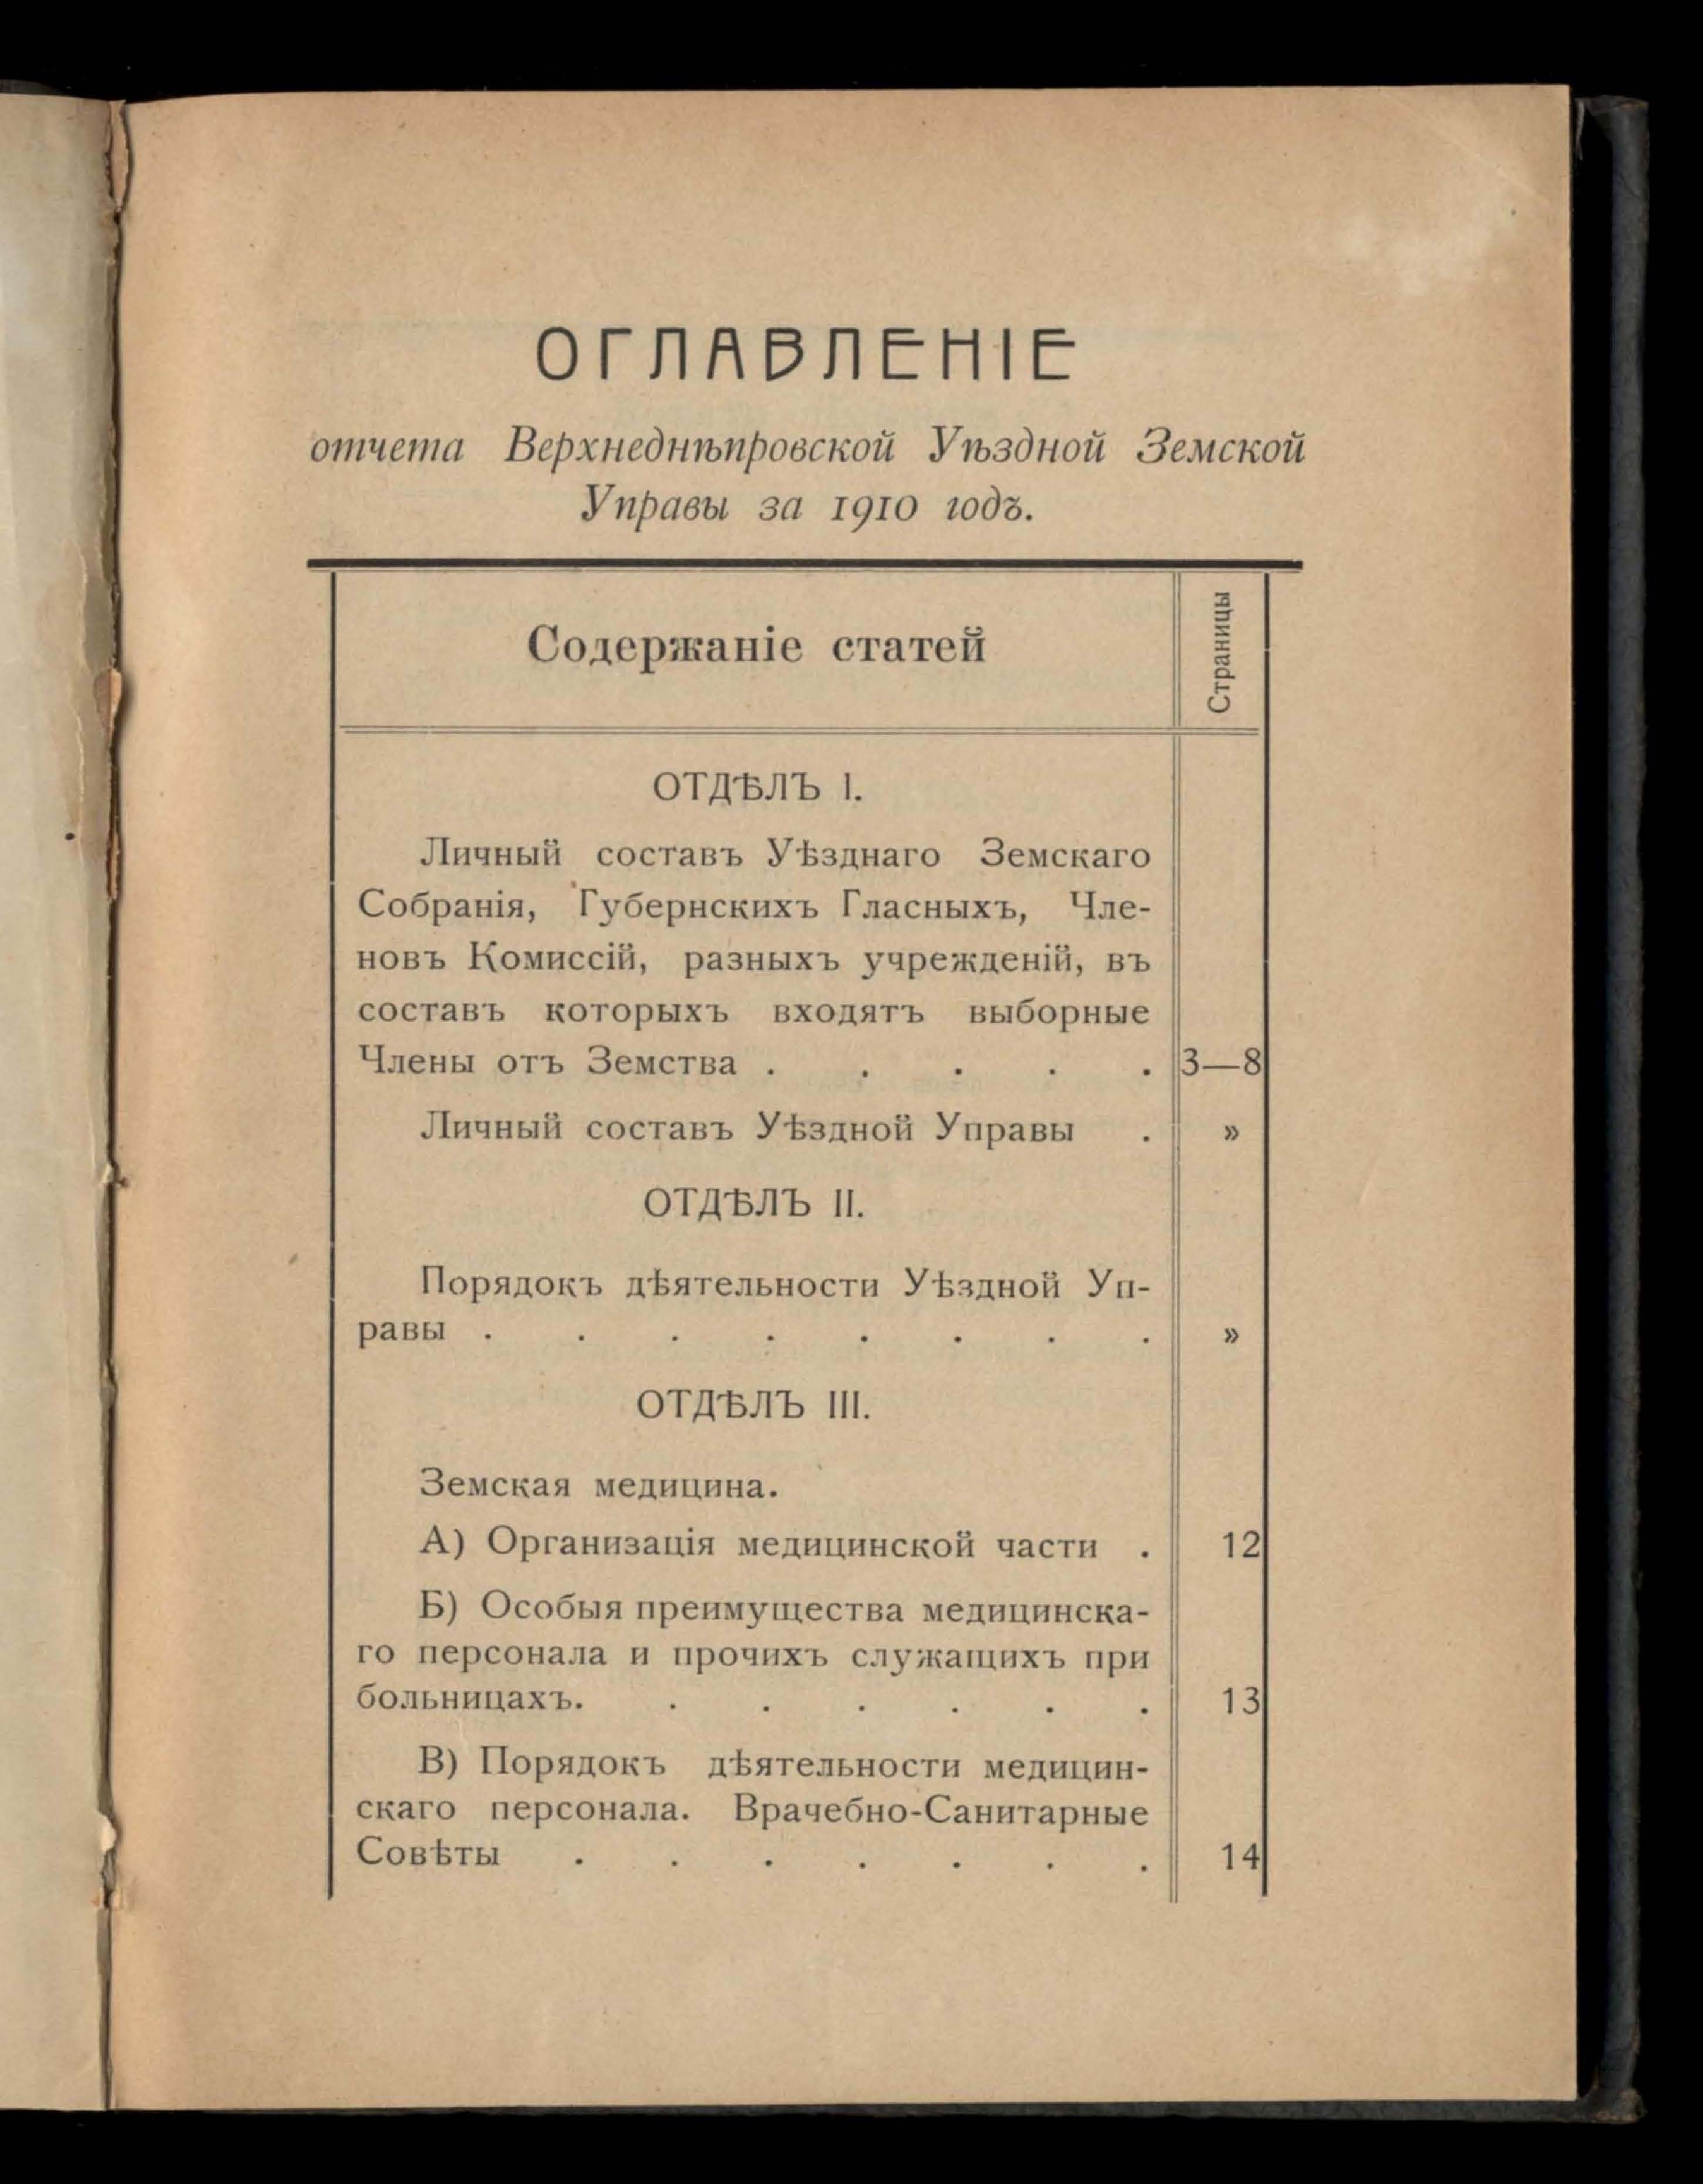 ОГЛАВЛЕНІЕ
отчета Верхнеднѣпровской Уѣздной Земской
Управы за 1910 годъ.
Содержаніе статей
Страницы
ОТДѢЛЪ I.
Личный составъ Уѣзднаго Земскаго
Собранія, Губернскихъ Гласныхъ, Чле-
новъ Комиссій, разныхъ учрежденій, въ
составъ которыхъ входятъ выборные
Члены отъ Земства . . . . . 3—8
Личный составъ Уѣздной Управы . »
ОТДѢЛЪ II.
Порядокъ дѣятельности Уѣздной Уп-
равы . . . . . . . . »
ОТДѢЛЪ III.
Земская медицина.
А) Организація медицинской части . 12
Б) Особыя преимущества медицинска-
го персонала и прочихъ служащихъ при
больницахъ. . . . . . . 13
В) Порядокъ дѣятельности медицин-
скаго персонала. Врачебно-Санитарные
Совѣты . . . . . . . 14